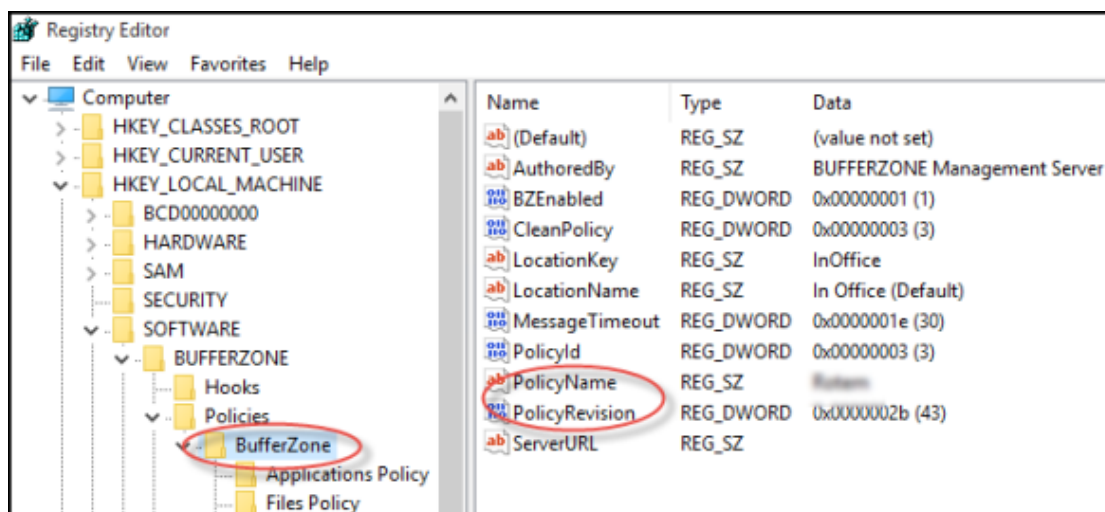 Registry Editor
File Edit View Favorites Help
Computer
HKEY_CLASSES_ROOT
HKEY_CURRENT_USER
HKEY_LOCAL_MACHINE
BCD00000000
HARDWARE
SAM
SECURITY
SOFTWARE
BUFFERZONE
Hooks
Policies
BufferZone
Applications Policy
Files Policy
Name Type Data
(Default) REG_SZ (value not set)
AuthoredBy REG_SZ BUFFERZONE Management Server
BZEnabled REG_DWORD 0x00000001 (1)
CleanPolicy REG_DWORD 0x00000003 (3)
LocationKey REG_SZ InOffice
LocationName REG_SZ In Office (Default)
MessageTimeout REG_DWORD 0x0000001e (30)
PolicyId REG_DWORD 0x00000003 (3)
PolicyName REG_SZ
PolicyRevision REG_DWORD 0x0000002b (43)
ServerURL REG_SZ